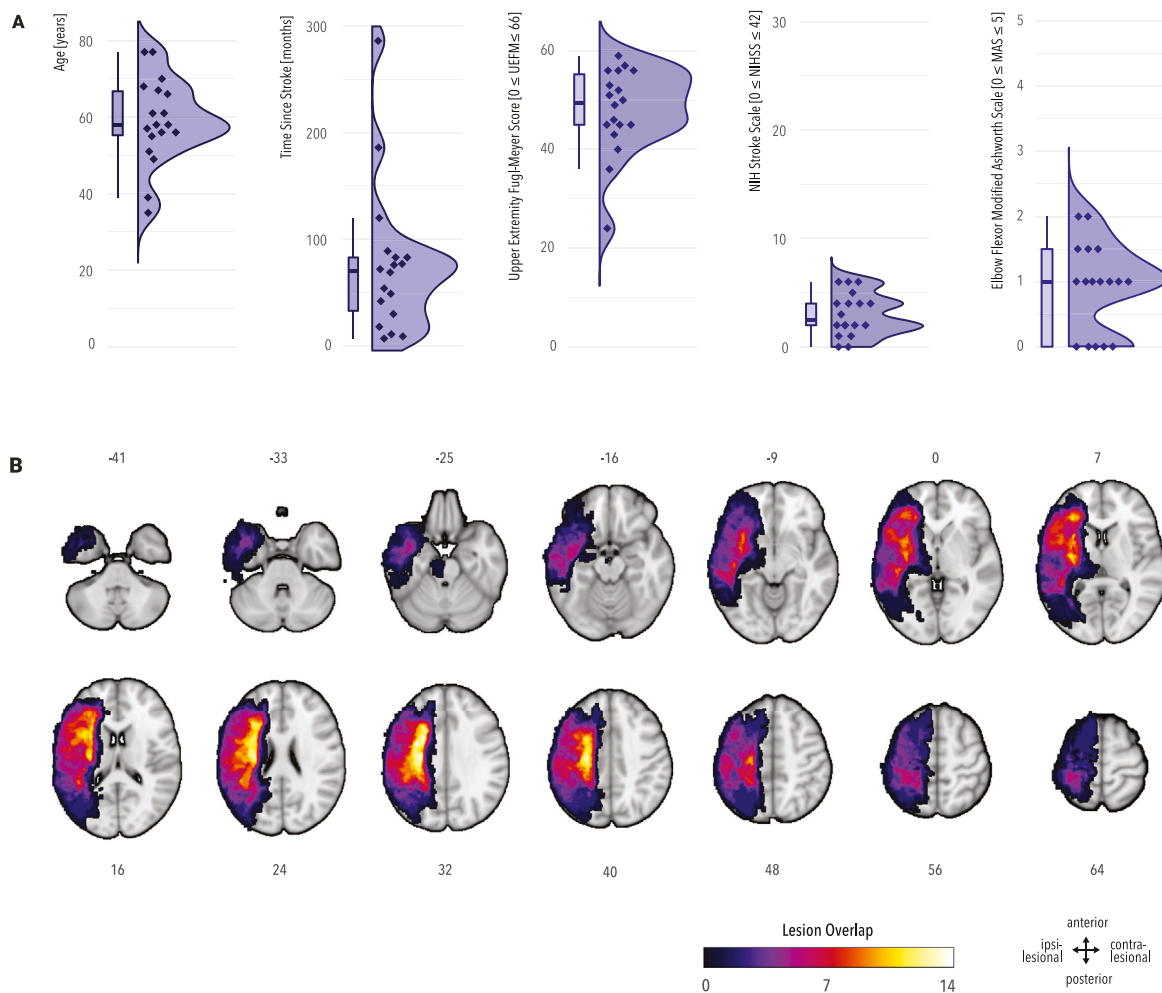 A
Age [years]
80
60
40
20
0
Time Since Stroke [months]
300
200
100
0
Upper Extremity Fugl-Meyer Score [0 ≤ UEFM ≤ 66]
60
40
20
0
NIH Stroke Scale [0 ≤ NIHSS ≤ 42]
30
20
10
0
Elbow Flexor Modified Ashworth Scale [0 ≤ MAS ≤ 5]
5
4
3
2
1
0
B
-41 -33 -25 -16 -9 0 7
16 24 32 40 48 56 64
Lesion Overlap
0 7 14
anterior
ipsi-
lesional
contra-
lesional
posterior